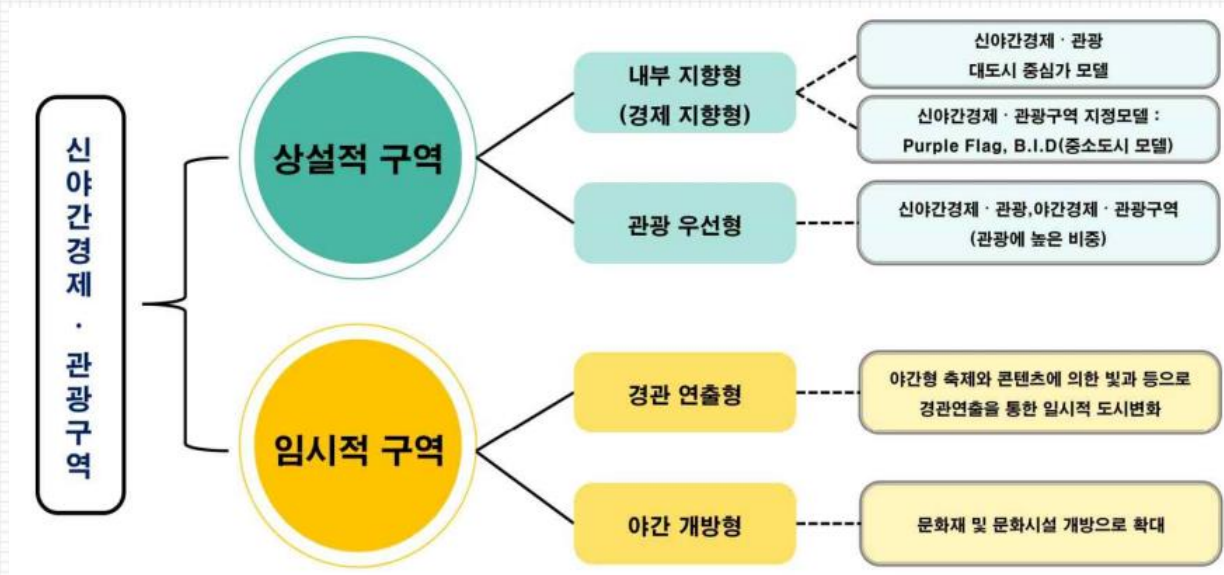 신야간경제 · 관광구역
상설적 구역
내부 지향형
(경제 지향형)
신야간경제 · 관광
대도시 중심가 모델
신야간경제 · 관광구역 지정모델 :
Purple Flag, B.I.D(중소도시 모델)
관광 우선형
신야간경제 · 관광,야간경제 · 관광구역
(관광에 높은 비중)
임시적 구역
경관 연출형
야간형 축제와 콘텐츠에 의한 빛과 등으로
경관연출을 통한 일시적 도시변화
야간 개방형
문화재 및 문화시설 개방으로 확대